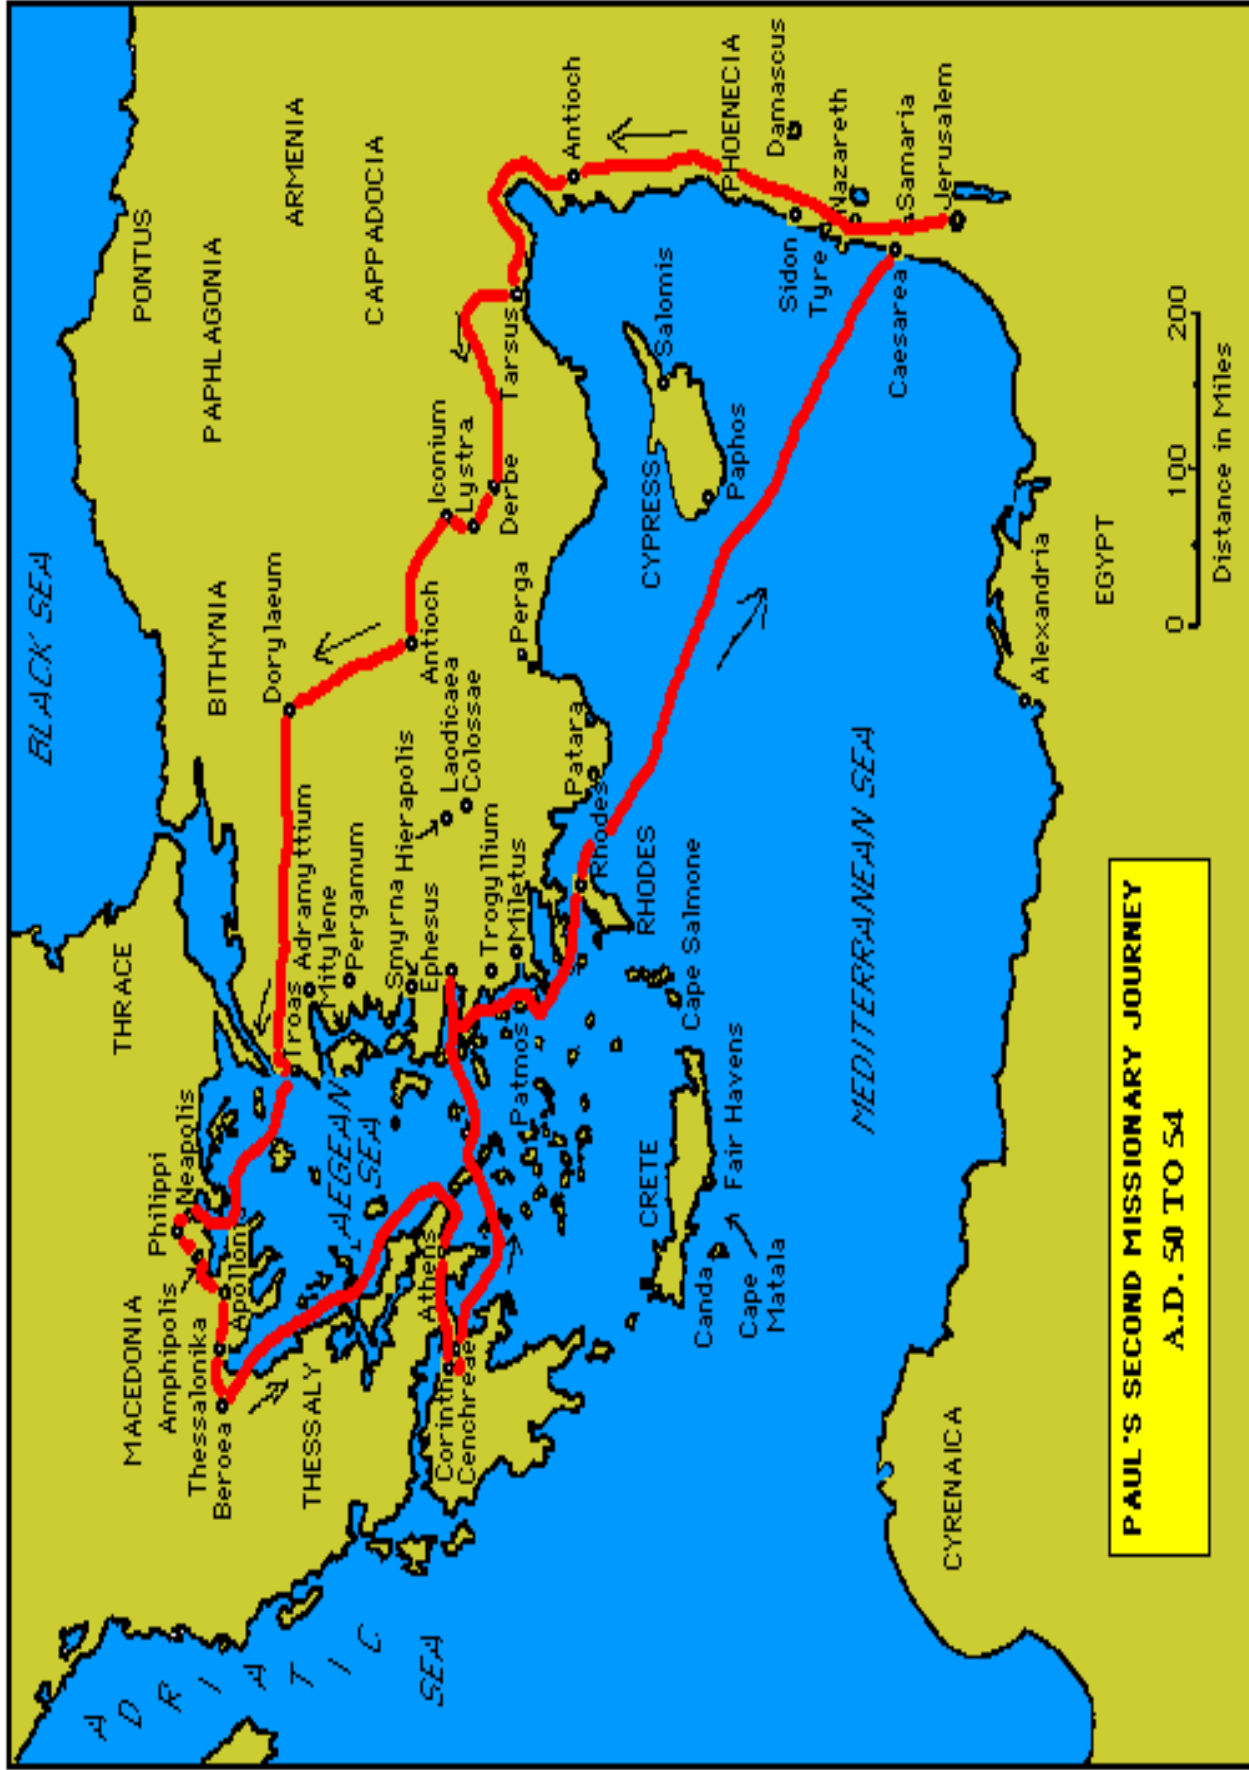 BLACK SEA
PONTUS
PAPHLAGONIA
ARMENIA
CAPPADOCIA
BITHYNIA
THRACE
MACEDONIA
THESSALY
Philippi
Neapolis
Amphipolis
Apolloni
Thessalonika
Beroea
Dorylaeum
Troas
Adramyttium
Mitylene
Pergamum
AEGEAN
SEA
Smyrna
Hierapolis
Ephesus
Laodicaea
Colossae
Antioch
Iconium
Lystra
Derbe
Tarsus
Antioch
Trogyllium
Miletus
Patmos
Perga
Patara
Rhodes
RHODES
Athens
Corinth
Cenchreae
ADRIATIC
SEA
CRETE
Cape Salmone
Fair Havens
Canda
Cape
Matala
CYPRESS
Salomis
Paphos
PHOENECIA
Damascus
Sidon
Tyre
Nazareth
Samaria
Caesarea
Jerusalem
MEDITERRANEAN SEA
CYRENAICA
Alexandria
EGYPT
0 100 200
Distance in Miles
PAUL'S SECOND MISSIONARY JOURNEY
A.D. 50 TO 54